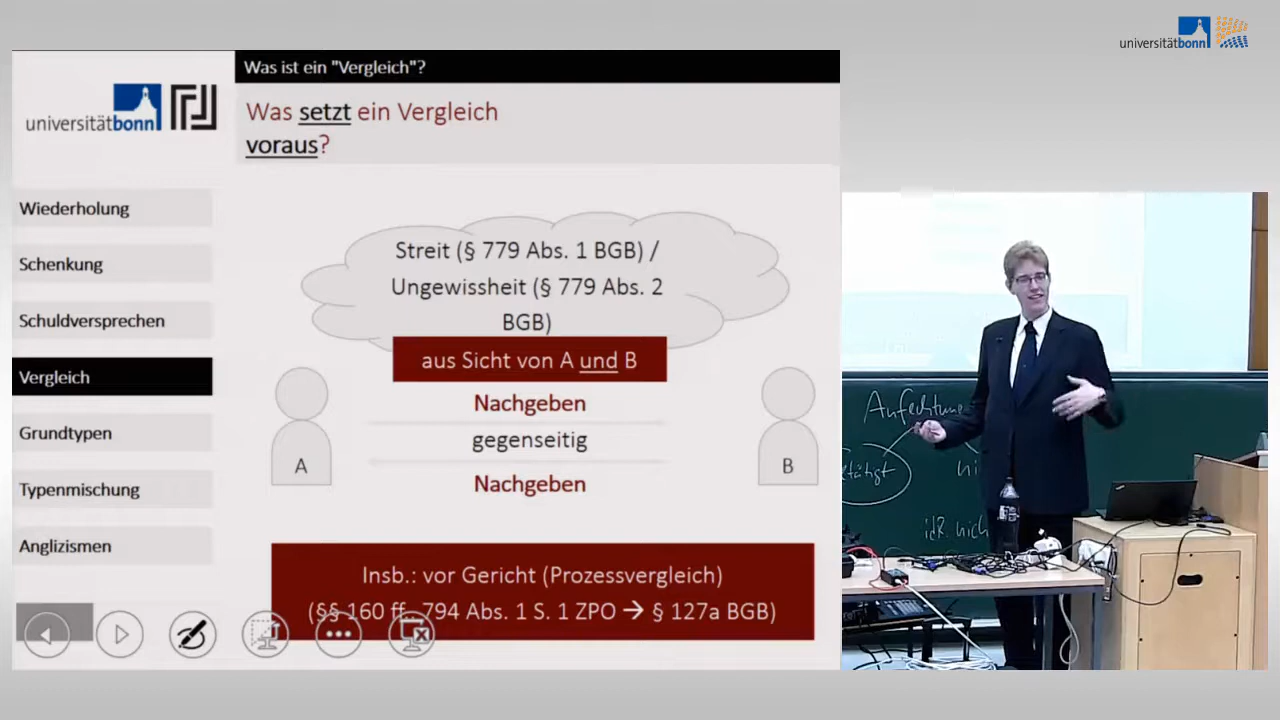 universitätbonn
Was ist ein "Vergleich"?
universitätbonn
Was setzt ein Vergleich
voraus?
Wiederholung
Schenkung
Schuldversprechen
Vergleich
Grundtypen
Typenmischung
Anglizismen
Streit (§ 779 Abs. 1 BGB) /
Ungewissheit (§ 779 Abs. 2
BGB)
aus Sicht von A und B
Nachgeben
gegenseitig
Nachgeben
A
B
Insb.: vor Gericht (Prozessvergleich)
(§§ 160 ff., 794 Abs. 1 S. 1 ZPO → § 127a BGB)
Anfechtung
idR. nich